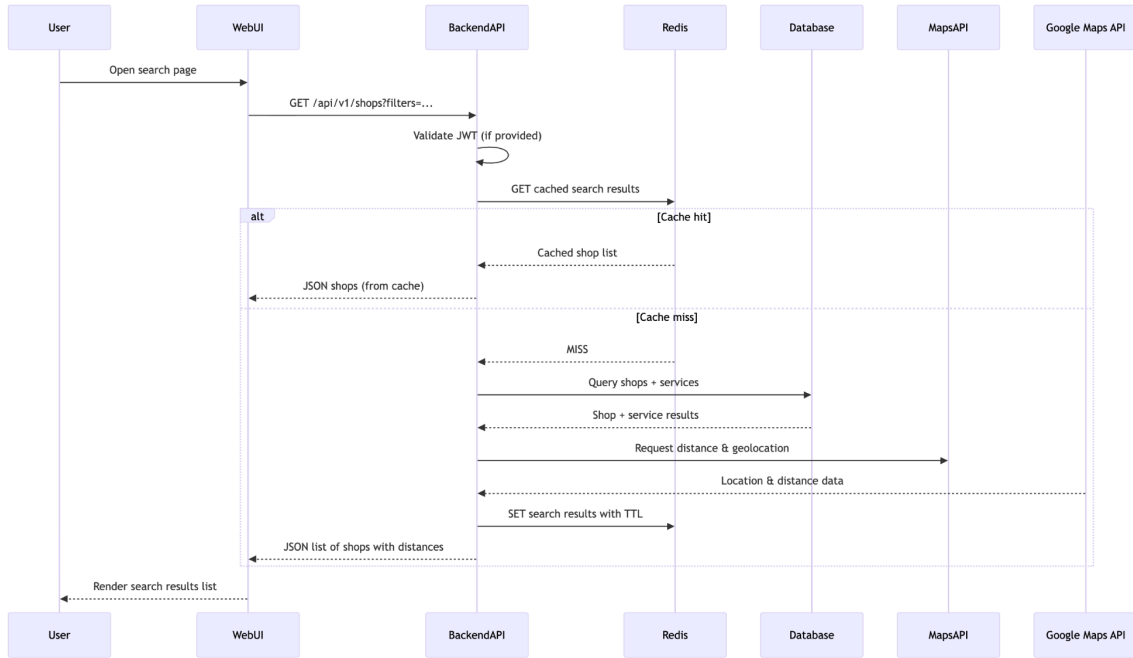 User
WebUI
BackendAPI
Redis
Database
MapsAPI
Google Maps API
Open search page
GET /api/v1/shops?filters=...
Validate JWT (if provided)
GET cached search results
alt
[Cache hit]
Cached shop list
JSON shops (from cache)
[Cache miss]
MISS
Query shops + services
Shop + service results
Request distance & geolocation
Location & distance data
SET search results with TTL
JSON list of shops with distances
Render search results list
User
WebUI
BackendAPI
Redis
Database
MapsAPI
Google Maps API